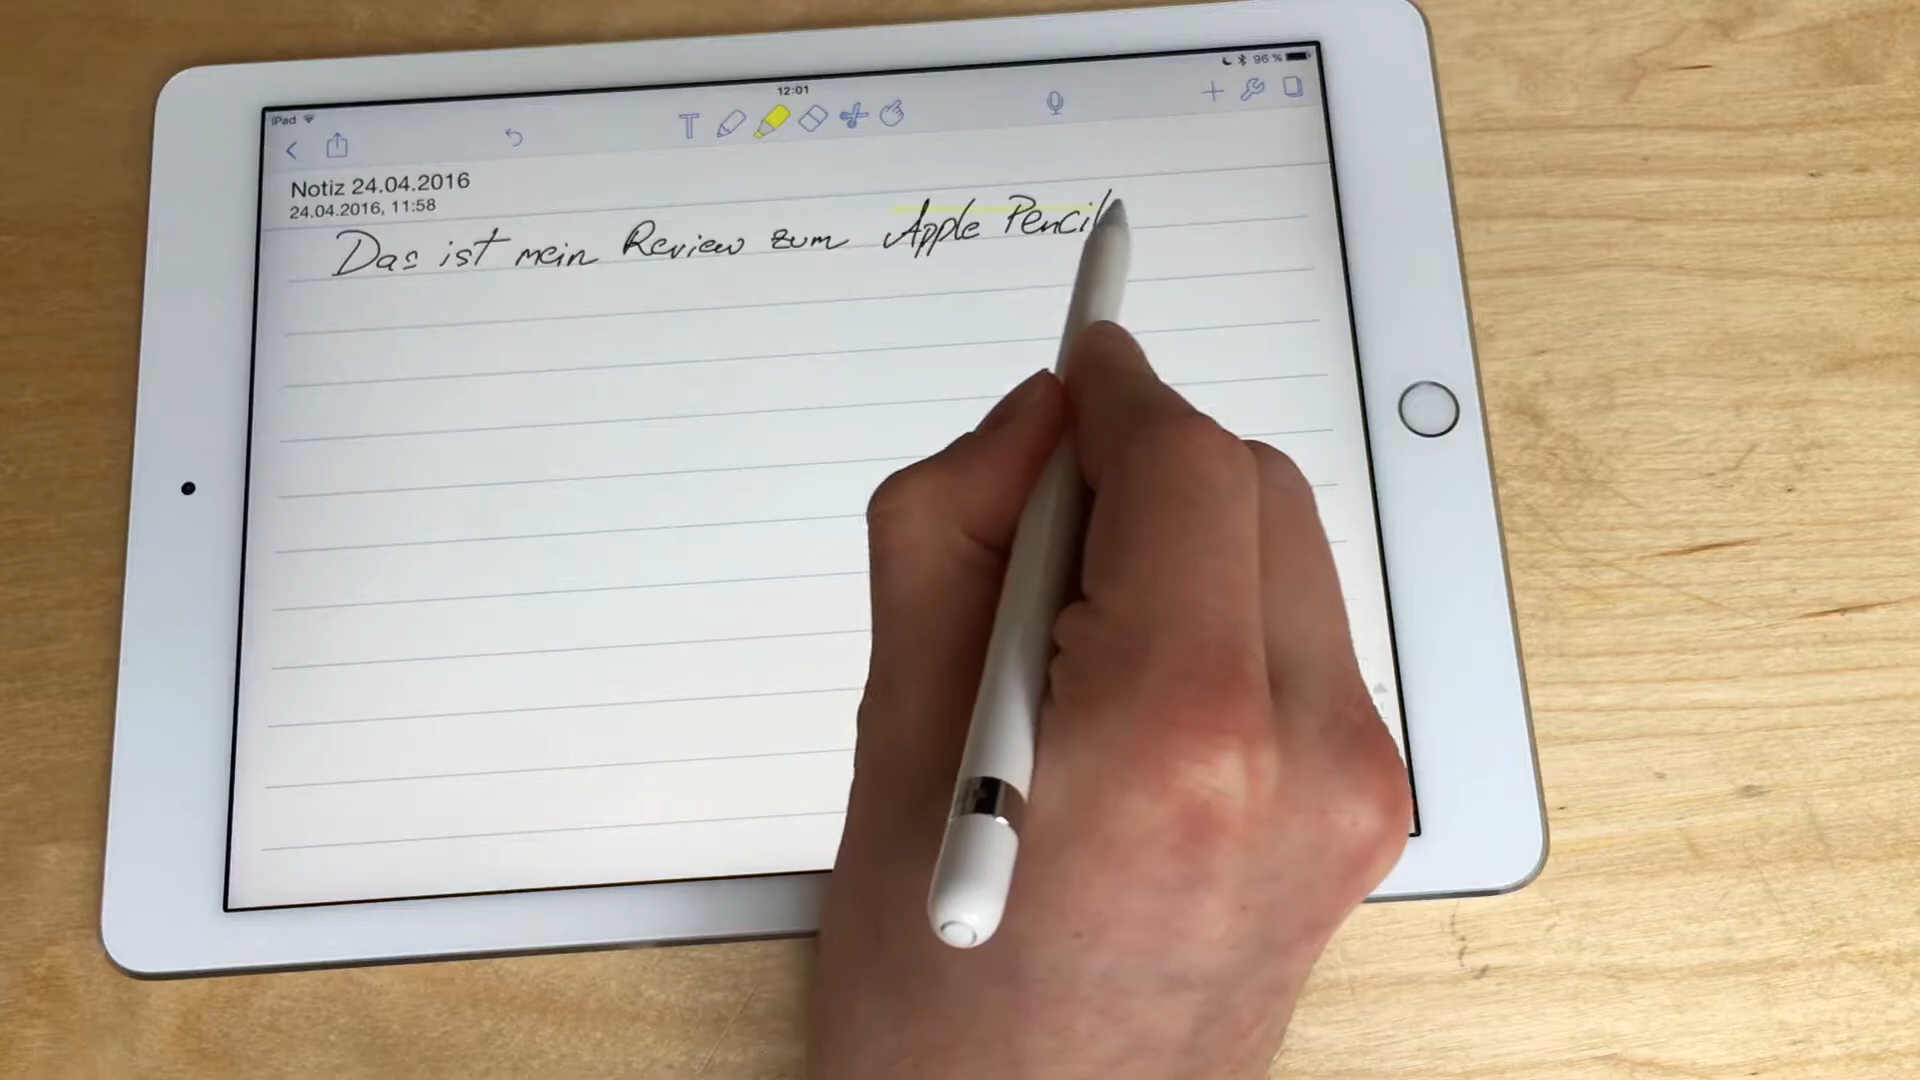 12:01
96 %
iPad
T
Notiz 24.04.2016
24.04.2016, 11:58
Das ist mein Review zum Apple Pencil